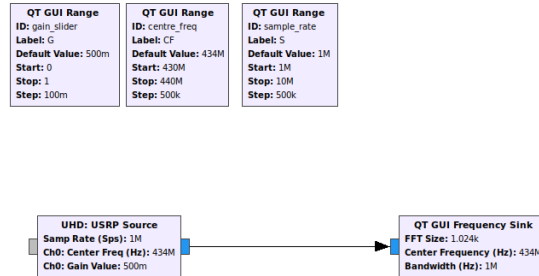 QT GUI Range
ID: gain_slider
Label: G
Default Value: 500m
Start: 0
Stop: 1
Step: 100m
QT GUI Range
ID: centre_freq
Label: CF
Default Value: 434M
Start: 430M
Stop: 440M
Step: 500k
QT GUI Range
ID: sample_rate
Label: S
Default Value: 1M
Start: 1M
Stop: 10M
Step: 500k
UHD: USRP Source
Samp Rate (Sps): 1M
Ch0: Center Freq (Hz): 434M
Ch0: Gain Value: 500m
QT GUI Frequency Sink
FFT Size: 1.024k
Center Frequency (Hz): 434M
Bandwidth (Hz): 1M